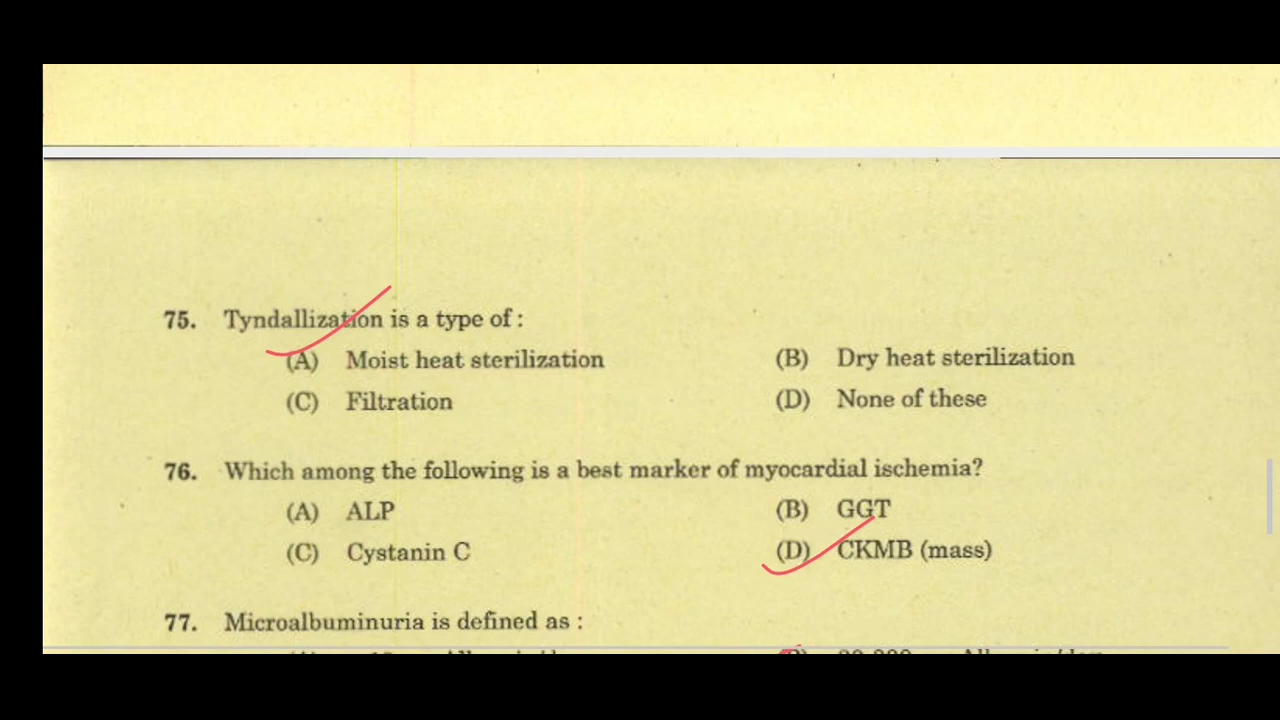 75. Tyndallization is a type of :
(A) Moist heat sterilization (B) Dry heat sterilization
(C) Filtration (D) None of these
76. Which among the following is a best marker of myocardial ischemia?
(A) ALP (B) GGT
(C) Cystanin C (D) CKMB (mass)
77. Microalbuminuria is defined as :